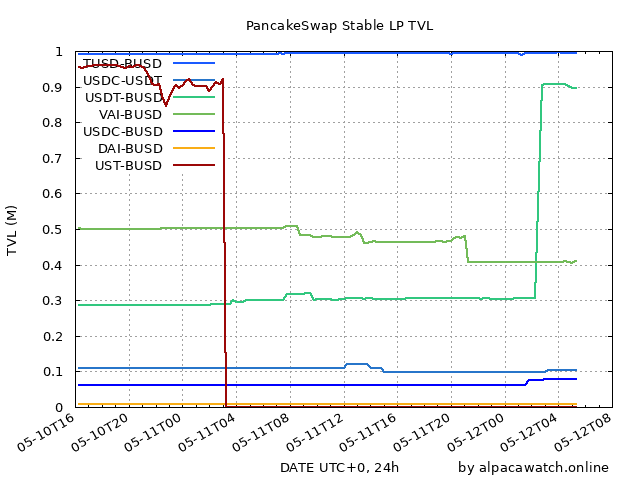 PancakeSwap Stable LP TVL
TVL (M)
1
0.9
0.8
0.7
0.6
0.5
0.4
0.3
0.2
0.1
0
TUSD-BUSD
USDC-USDT
USDT-BUSD
VAI-BUSD
USDC-BUSD
DAI-BUSD
UST-BUSD
05-10T16
05-10T20
05-11T00
05-11T04
05-11T08
05-11T12
05-11T16
05-11T20
05-12T00
05-12T04
05-12T08
DATE UTC+0, 24h
by alpacawatch.online